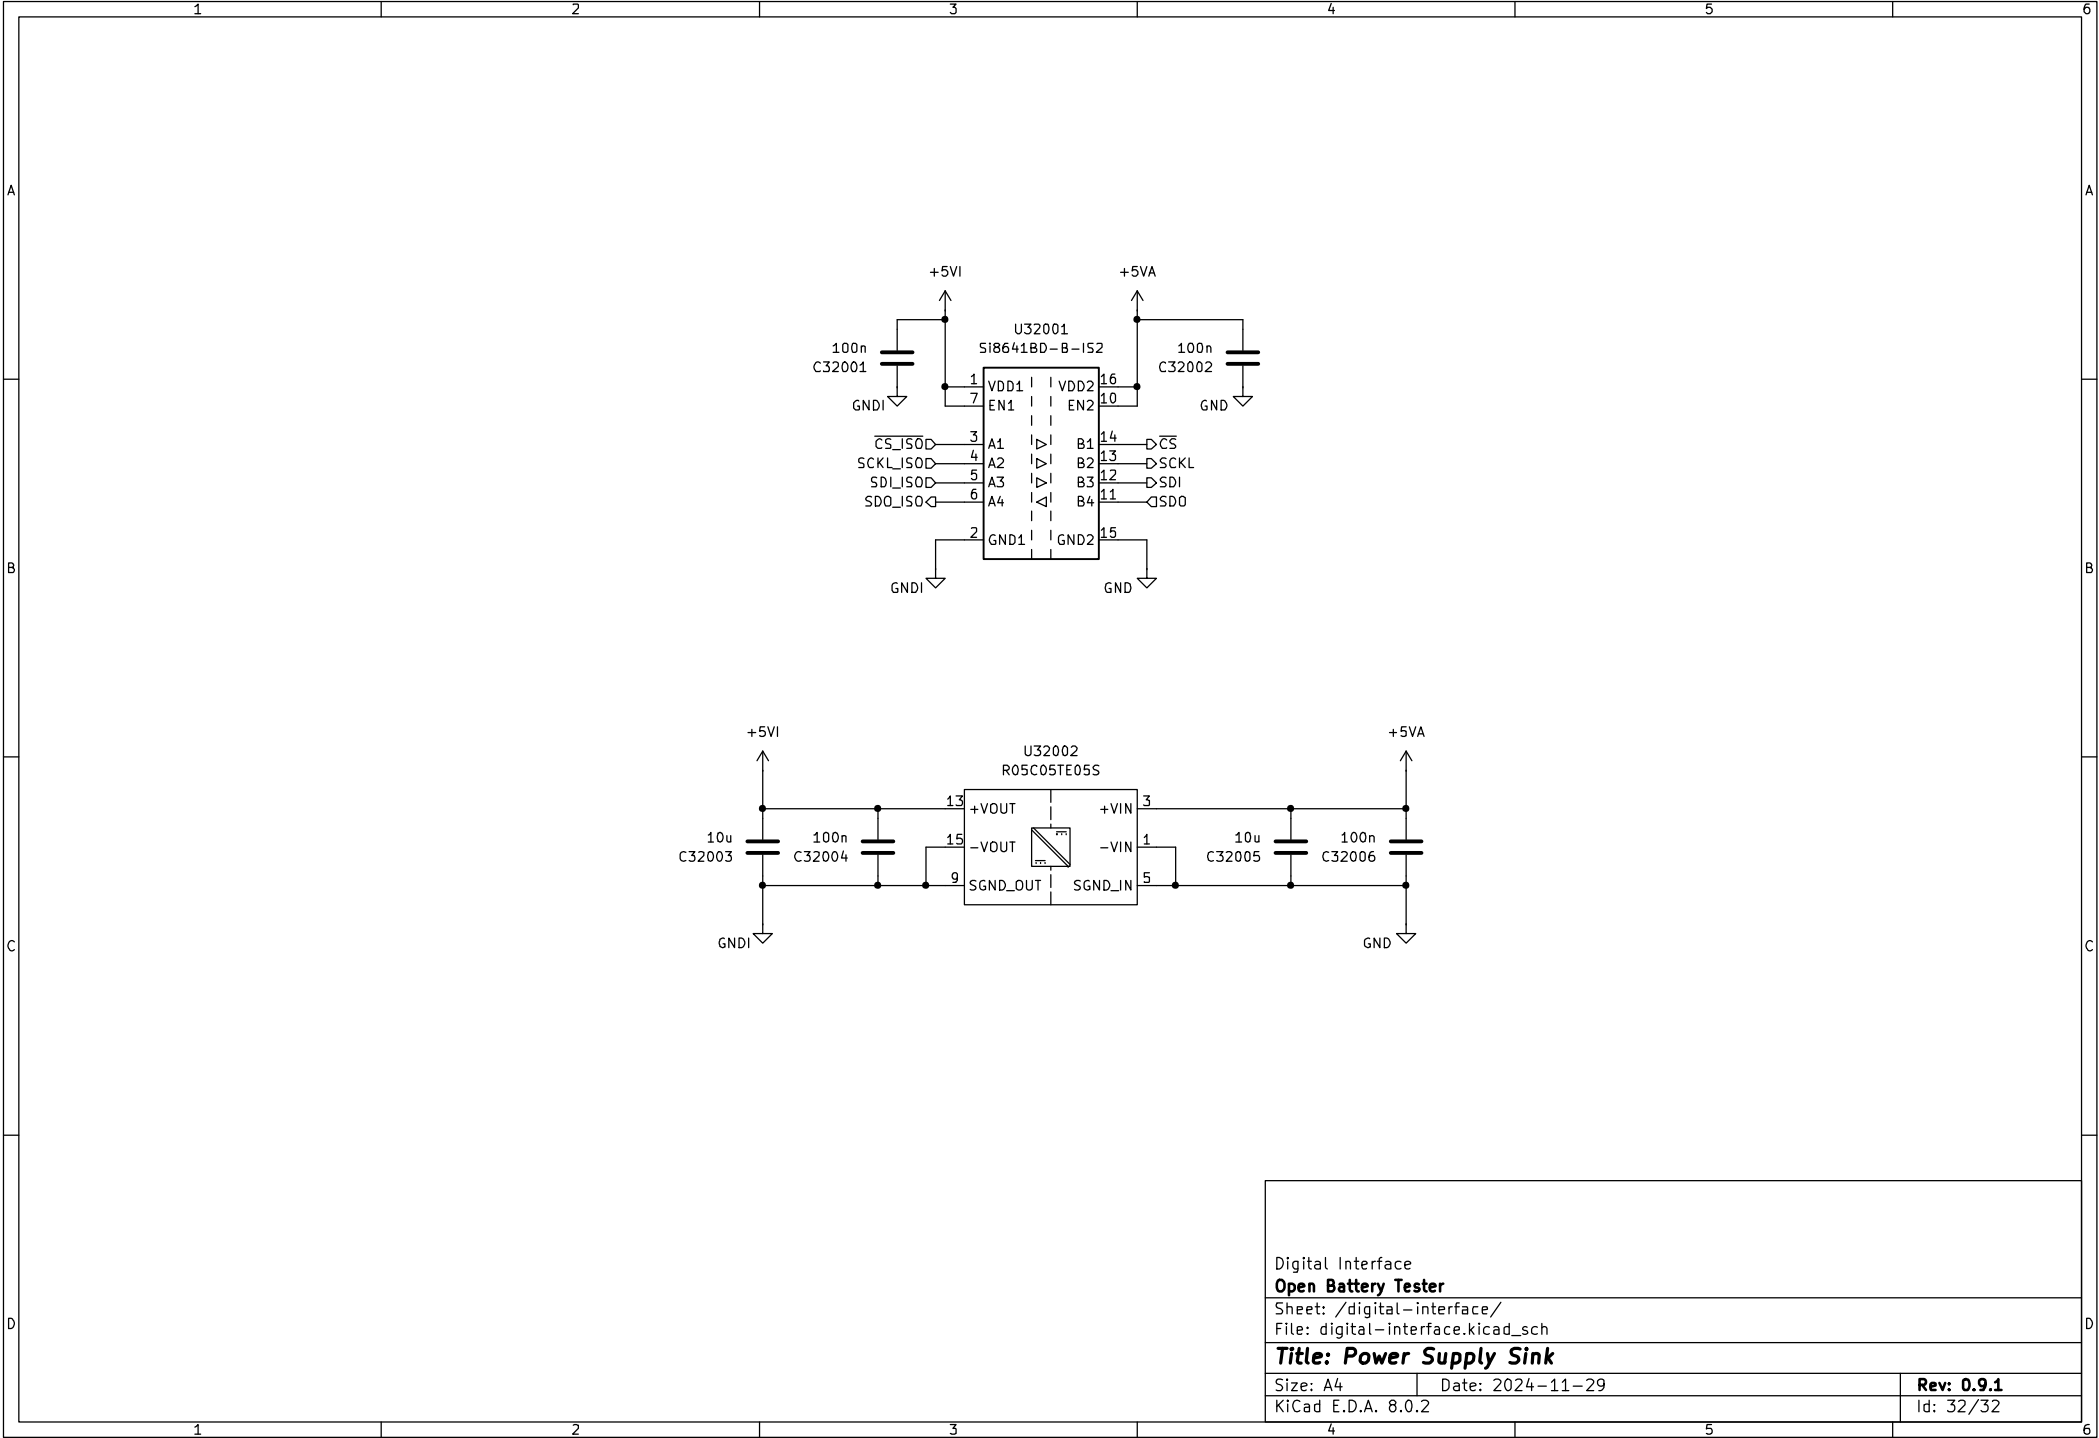 1 2 3 4 5 6
A A
+5VI +5VA
U32001
Si8641BD-B-IS2
100n 100n
C32001 C32002
1 VDD1 VDD2 16
7 EN1 EN2 10
GNDI GND
CS_ISO 3 A1 B1 14 CS
SCKL_ISO 4 A2 B2 13 SCKL
SDI_ISO 5 A3 B3 12 SDI
SDO_ISO 6 A4 B4 11 SDO
2 GND1 GND2 15
B B
GNDI GND
+5VI +5VA
U32002
R05C05TE05S
13 +VOUT +VIN 3
10u 100n 15 -VOUT -VIN 1 10u 100n
C32003 C32004 C32005 C32006
9 SGND_OUT SGND_IN 5
GNDI GND
C C
Digital Interface
Open Battery Tester
Sheet: /digital-interface/
File: digital-interface.kicad_sch
D D
Title: Power Supply Sink
Size: A4 Date: 2024-11-29 Rev: 0.9.1
KiCad E.D.A. 8.0.2 Id: 32/32
1 2 3 4 5 6